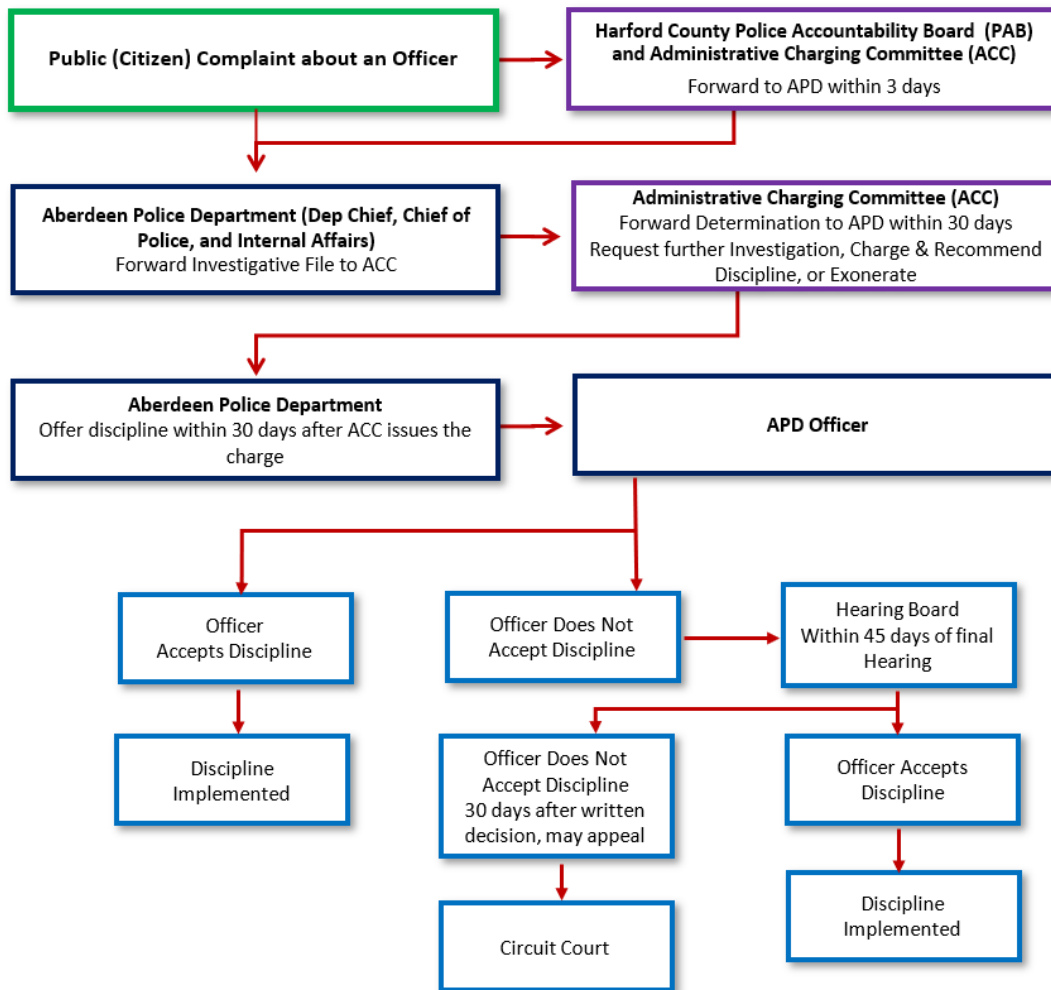 Public (Citizen) Complaint about an Officer
Harford County Police Accountability Board (PAB)
and Administrative Charging Committee (ACC)
Forward to APD within 3 days
Aberdeen Police Department (Dep Chief, Chief of
Police, and Internal Affairs)
Forward Investigative File to ACC
Administrative Charging Committee (ACC)
Forward Determination to APD within 30 days
Request further Investigation, Charge & Recommend
Discipline, or Exonerate
Aberdeen Police Department
Offer discipline within 30 days after ACC issues the
charge
APD Officer
Officer
Accepts Discipline
Officer Does Not
Accept Discipline
Hearing Board
Within 45 days of final
Hearing
Discipline
Implemented
Officer Does Not
Accept Discipline
30 days after written
decision, may appeal
Officer Accepts
Discipline
Circuit Court
Discipline
Implemented